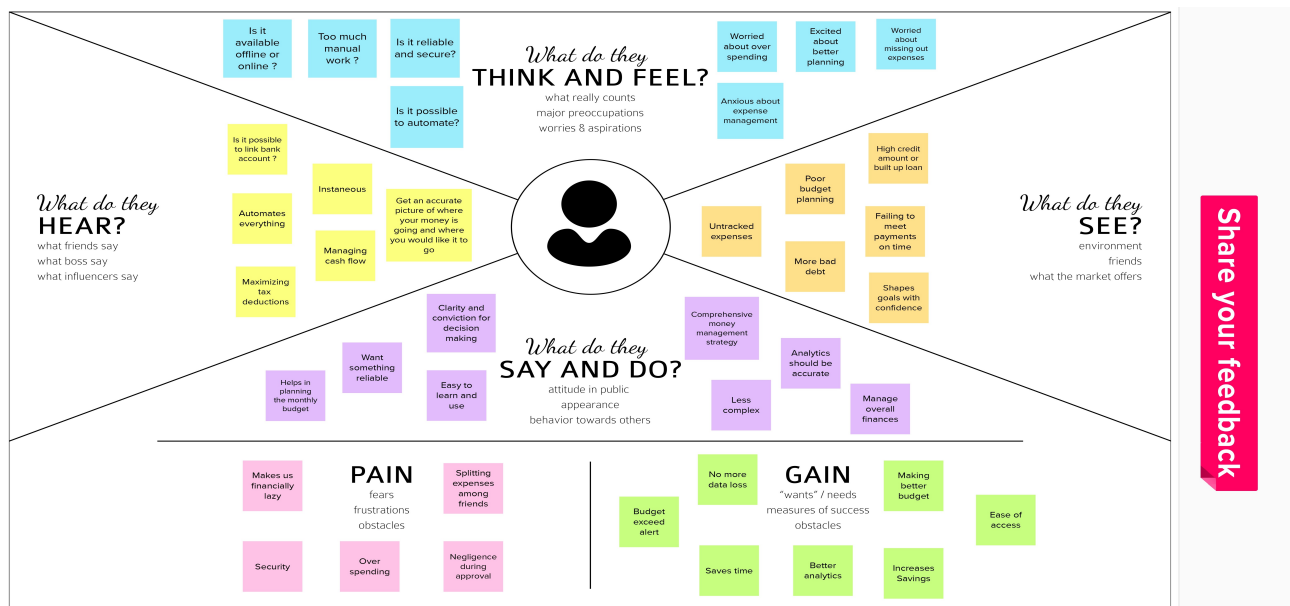 Is it
available
offline or
online ?
Too much
manual
work ?
Is it reliable
and secure?
Is it possible
to automate?
What do they
THINK AND FEEL?
what really counts
major preoccupations
worries & aspirations
Worried
about over
spending
Excited
about
better
planning
Worried
about
missing out
expenses
Anxious about
expense
management
What do they
HEAR?
what friends say
what boss say
what influencers say
Is it possible
to link bank
account ?
Instaneous
Automates
everything
Get an accurate
picture of where
your money is
going and where
you would like it to
go
Managing
cash flow
Maximizing
tax
deductions
High credit
amount or
built up loan
Poor
budget
planning
Untracked
expenses
Failing to
meet
payments
on time
More bad
debt
Shapes
goals with
confidence
What do they
SEE?
environment
friends
what the market offers
Clarity and
conviction for
decision
making
Want
something
reliable
Helps in
planning
the monthly
budget
Easy to
learn and
use
What do they
SAY AND DO?
attitude in public
appearance
behavior towards others
Comprehensive
money
management
strategy
Analytics
should be
accurate
Less
complex
Manage
overall
finances
Makes us
financially
lazy
PAIN
fears
frustrations
obstacles
Splitting
expenses
among
friends
Security
Over
spending
Negligence
during
approval
No more
data loss
GAIN
“wants” / needs
measures of success
obstacles
Making
better
budget
Budget
exceed
alert
Ease of
access
Saves time
Better
analytics
Increases
Savings
Share your feedback